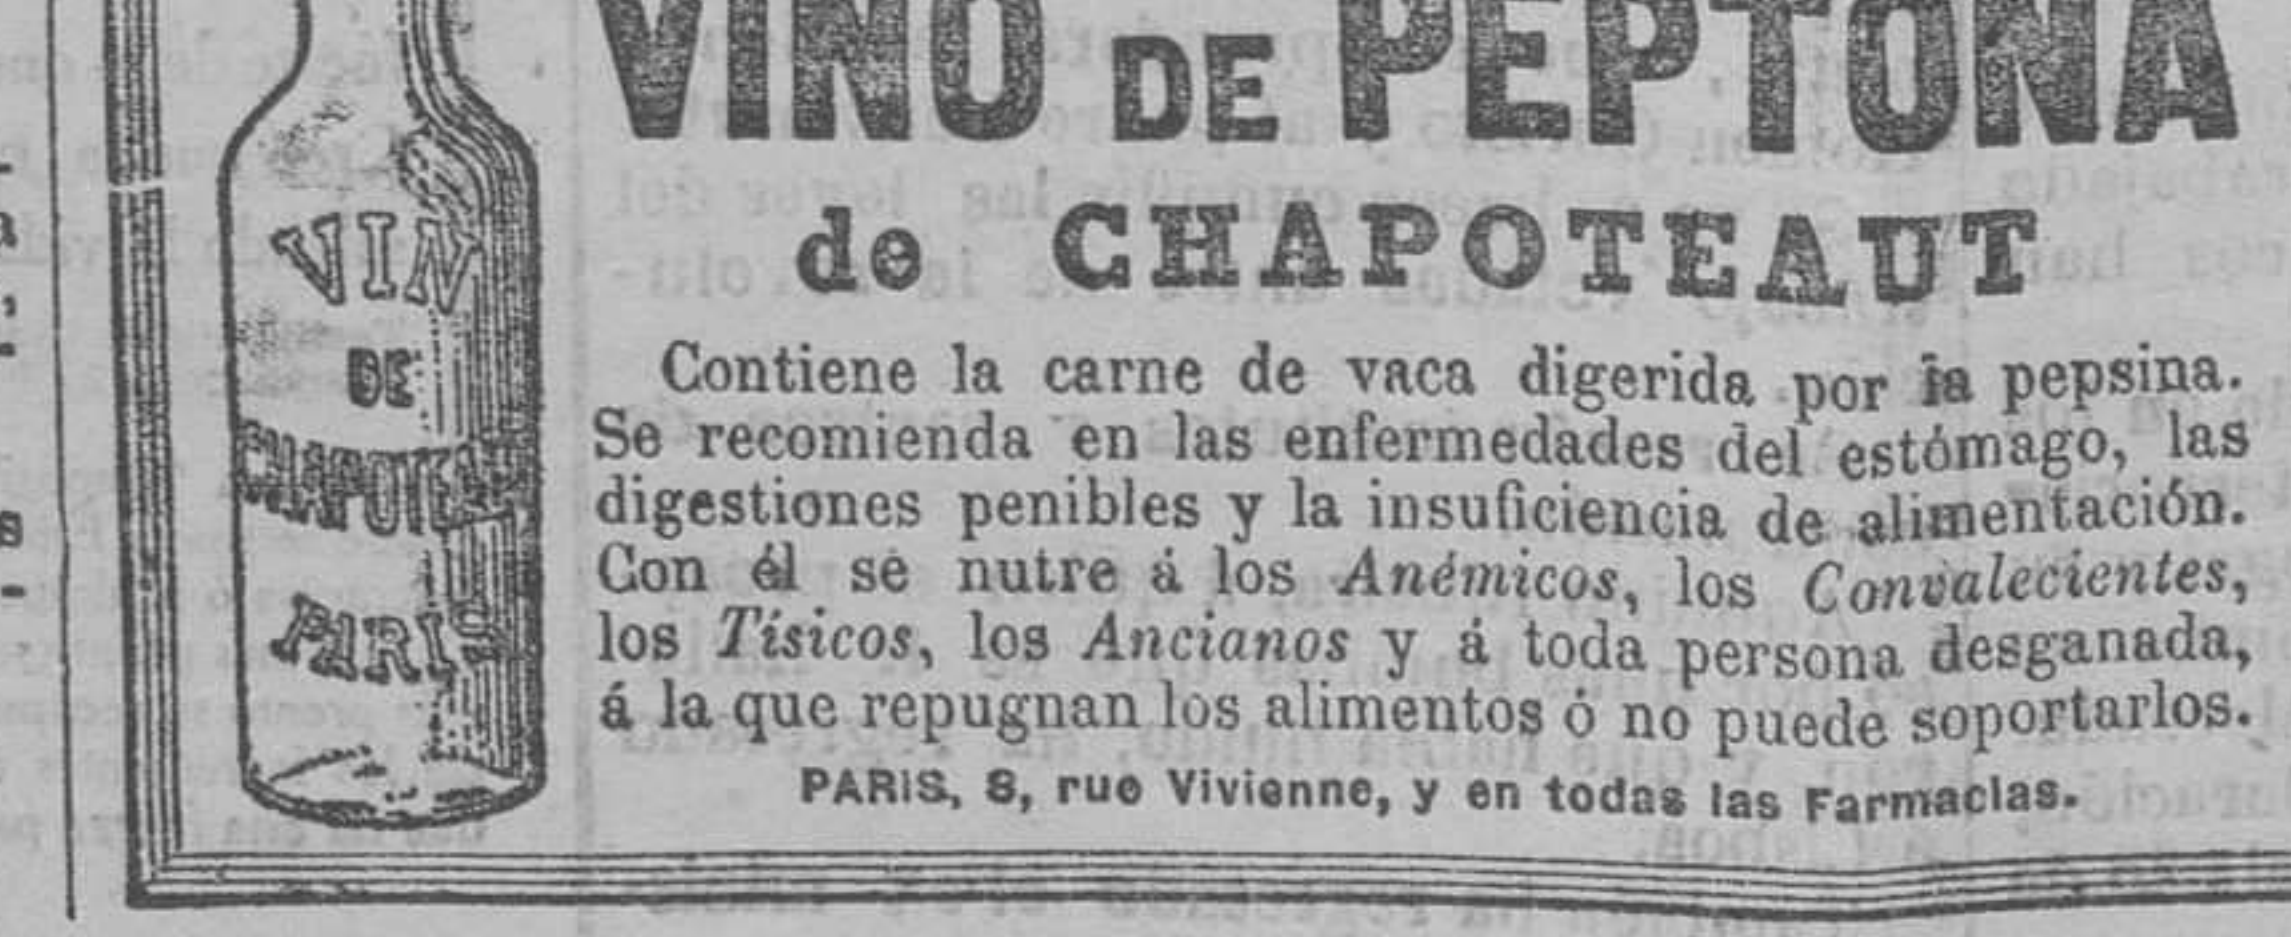 VINO DE PEPTONA
de CHAPOTEAUT
Contiene la carne de vaca digerida por la pepsina.
Se recomienda en las enfermedades del estómago, las
digestiones penibles y la insuficiencia de alimentación.
Con él se nutre á los Anémicos, los Convalecientes,
los Tísicos, los Ancianos y á toda persona desganada,
á la que repugnan los alimentos ó no puede soportarlos.
PARIS, 8, rue Vivienne, y en todas las Farmacias.
VIN
DE
CHAPOTEAUT
PARIS